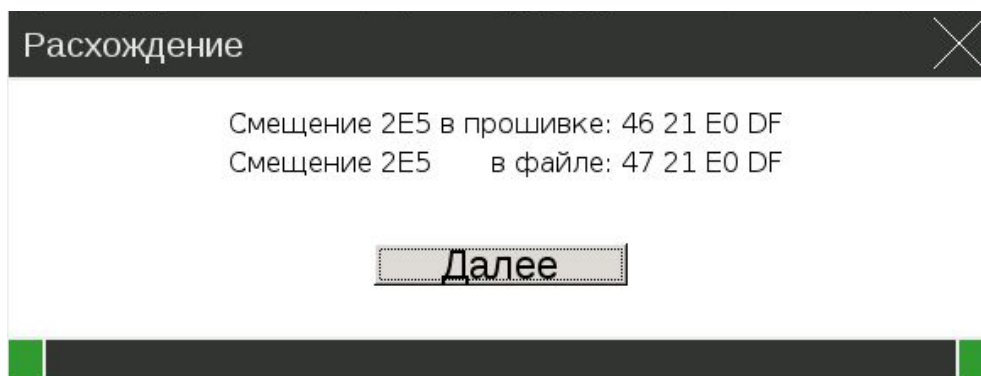 Расхождение
Смещение 2E5 в прошивке: 46 21 E0 DF
Смещение 2E5 в файле: 47 21 E0 DF
Далее